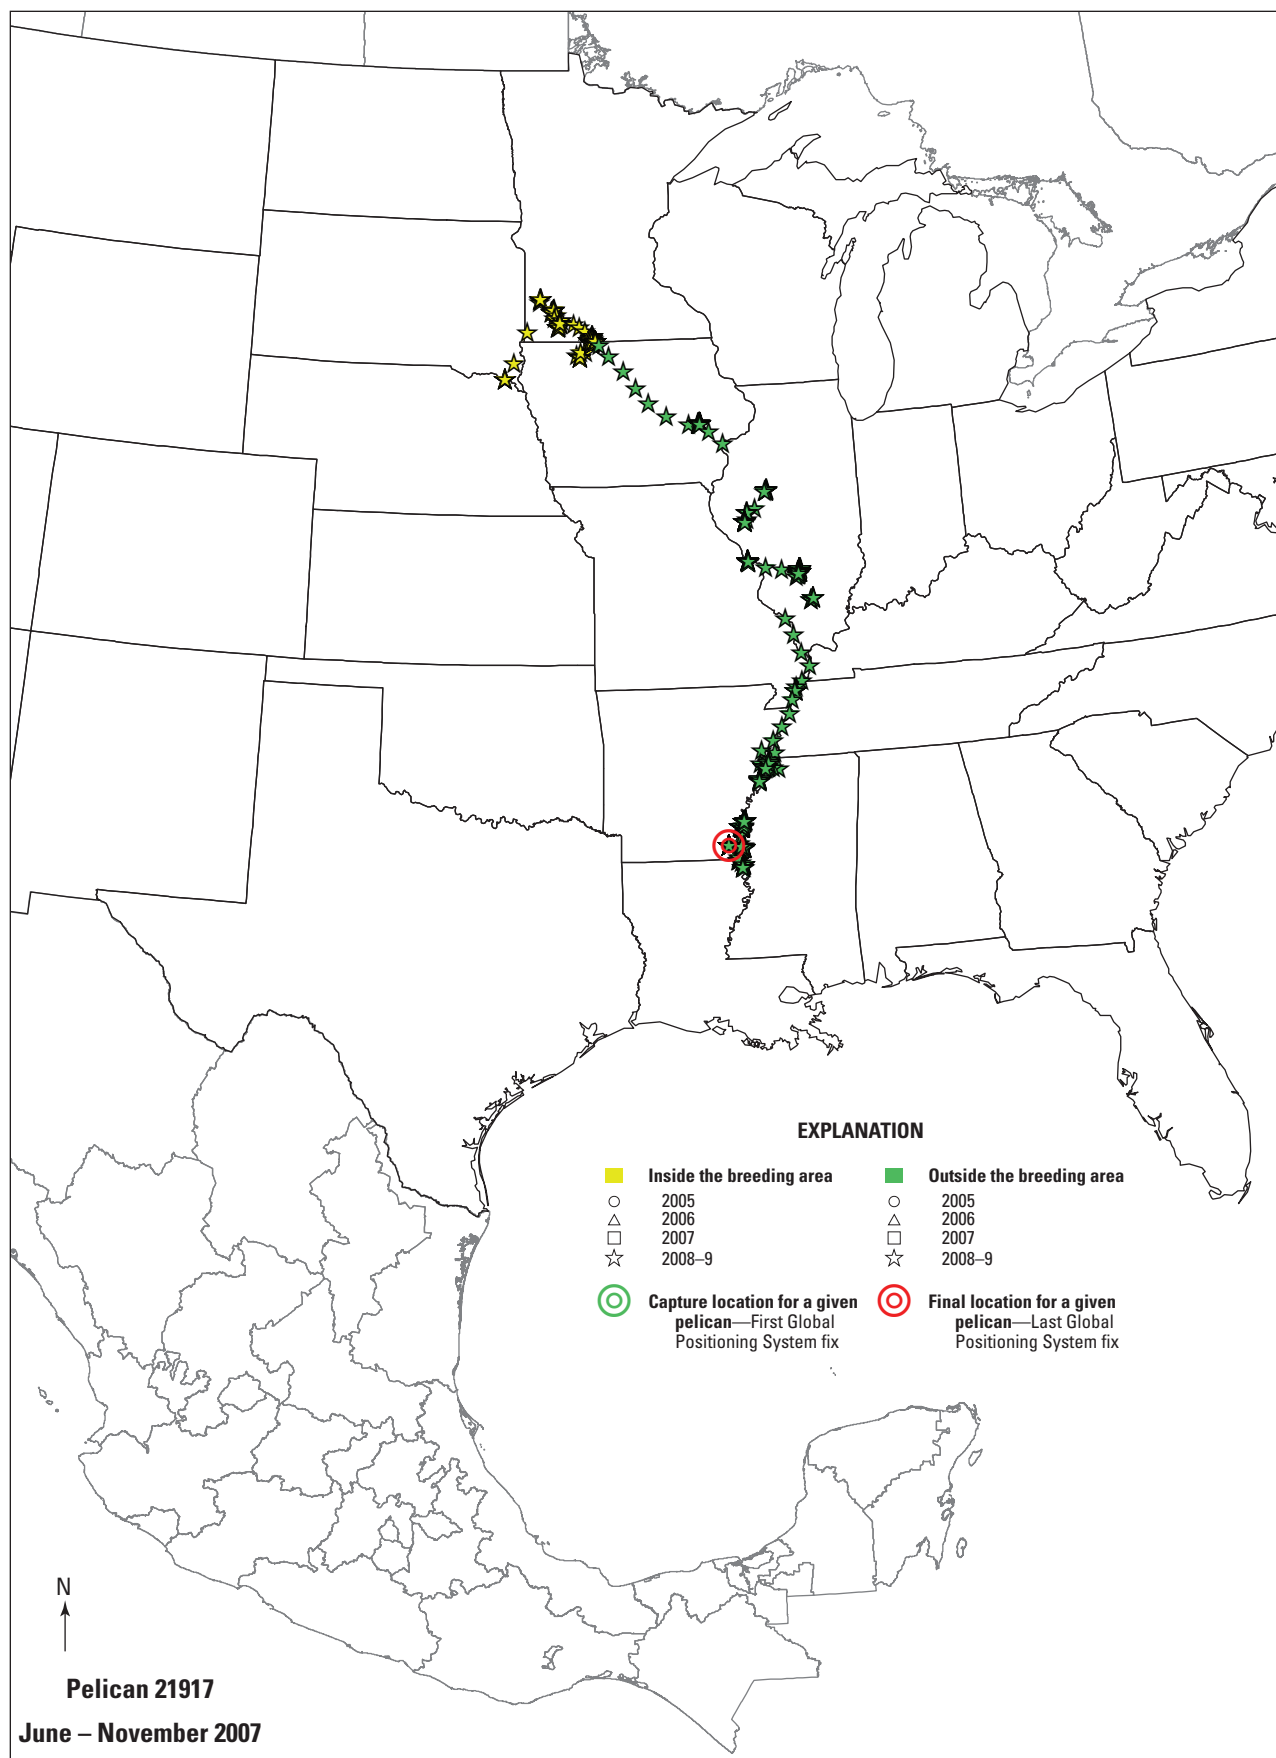 EXPLANATION
Inside the breeding area
2005
2006
2007
2008–9
Capture location for a given
pelican—First Global
Positioning System fix
Outside the breeding area
2005
2006
2007
2008–9
Final location for a given
pelican—Last Global
Positioning System fix
N
Pelican 21917
June – November 2007